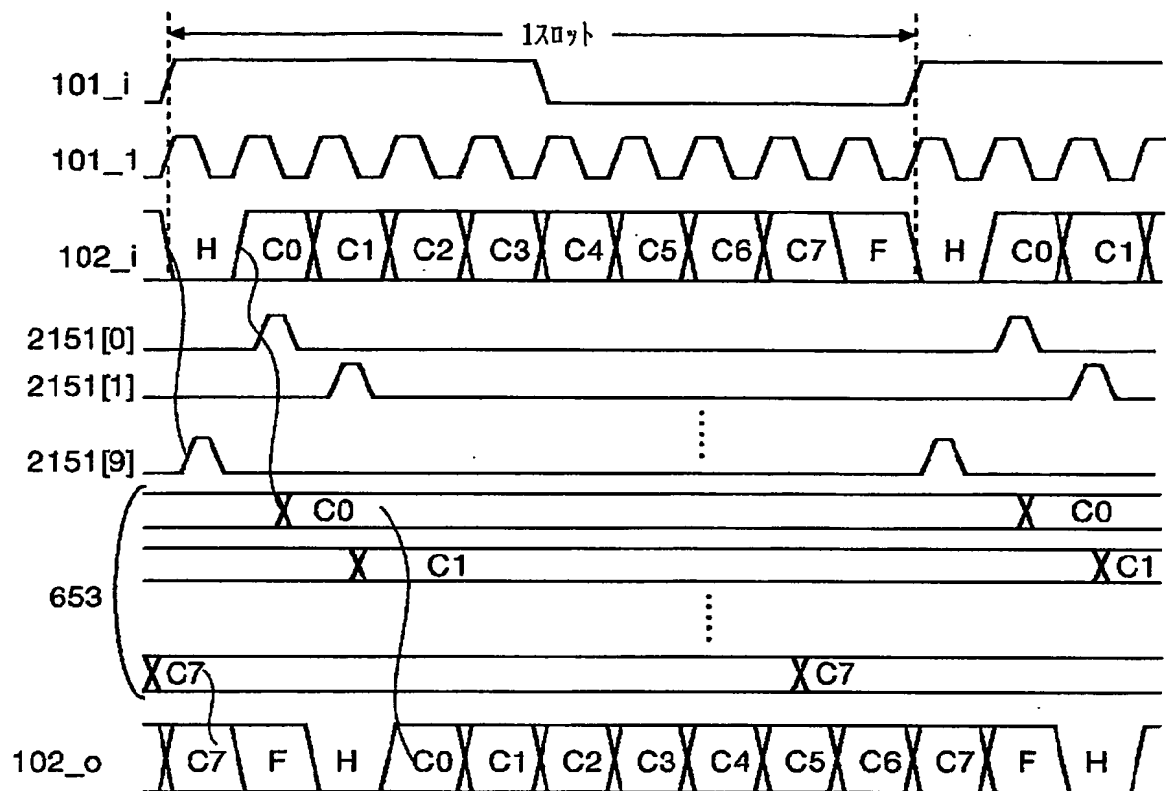 1スロット
101_i
101_1
102_i H C0 C1 C2 C3 C4 C5 C6 C7 F H C0 C1
2151[0]
2151[1]
2151[9]
653
C0 C0
C1 C1
C7 C7
102_o C7 F H C0 C1 C2 C3 C4 C5 C6 C7 F H